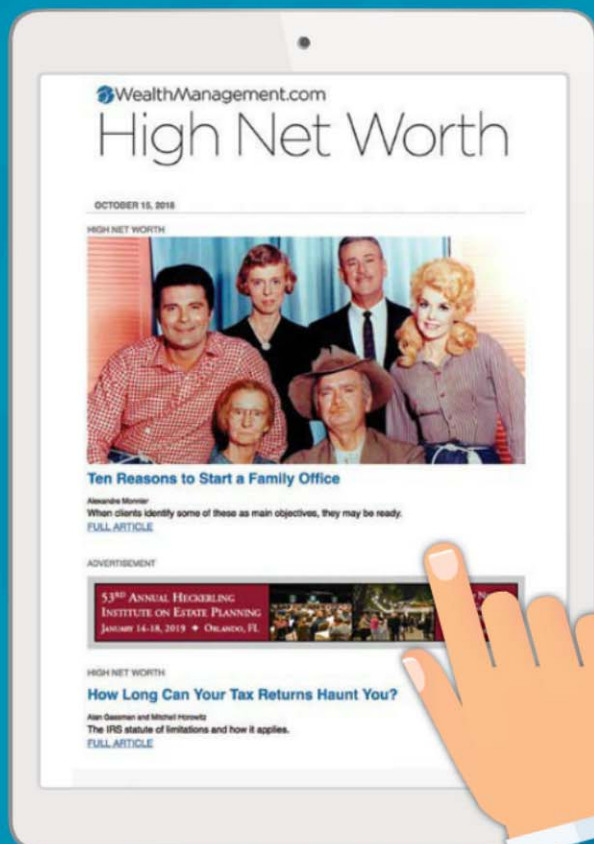 WealthManagement.com
High Net Worth
OCTOBER 15, 2018
HIGH NET WORTH
Ten Reasons to Start a Family Office
Alexandre Monnier
When clients identify some of these as main objectives, they may be ready.
FULL ARTICLE
ADVERTISEMENT
53RD ANNUAL HECKERLING
INSTITUTE ON ESTATE PLANNING
JANUARY 14-18, 2019 ORLANDO, FL
HIGH NET WORTH
How Long Can Your Tax Returns Haunt You?
Alan Gassman and Mitchell Horowitz
The IRS statute of limitations and how it applies.
FULL ARTICLE